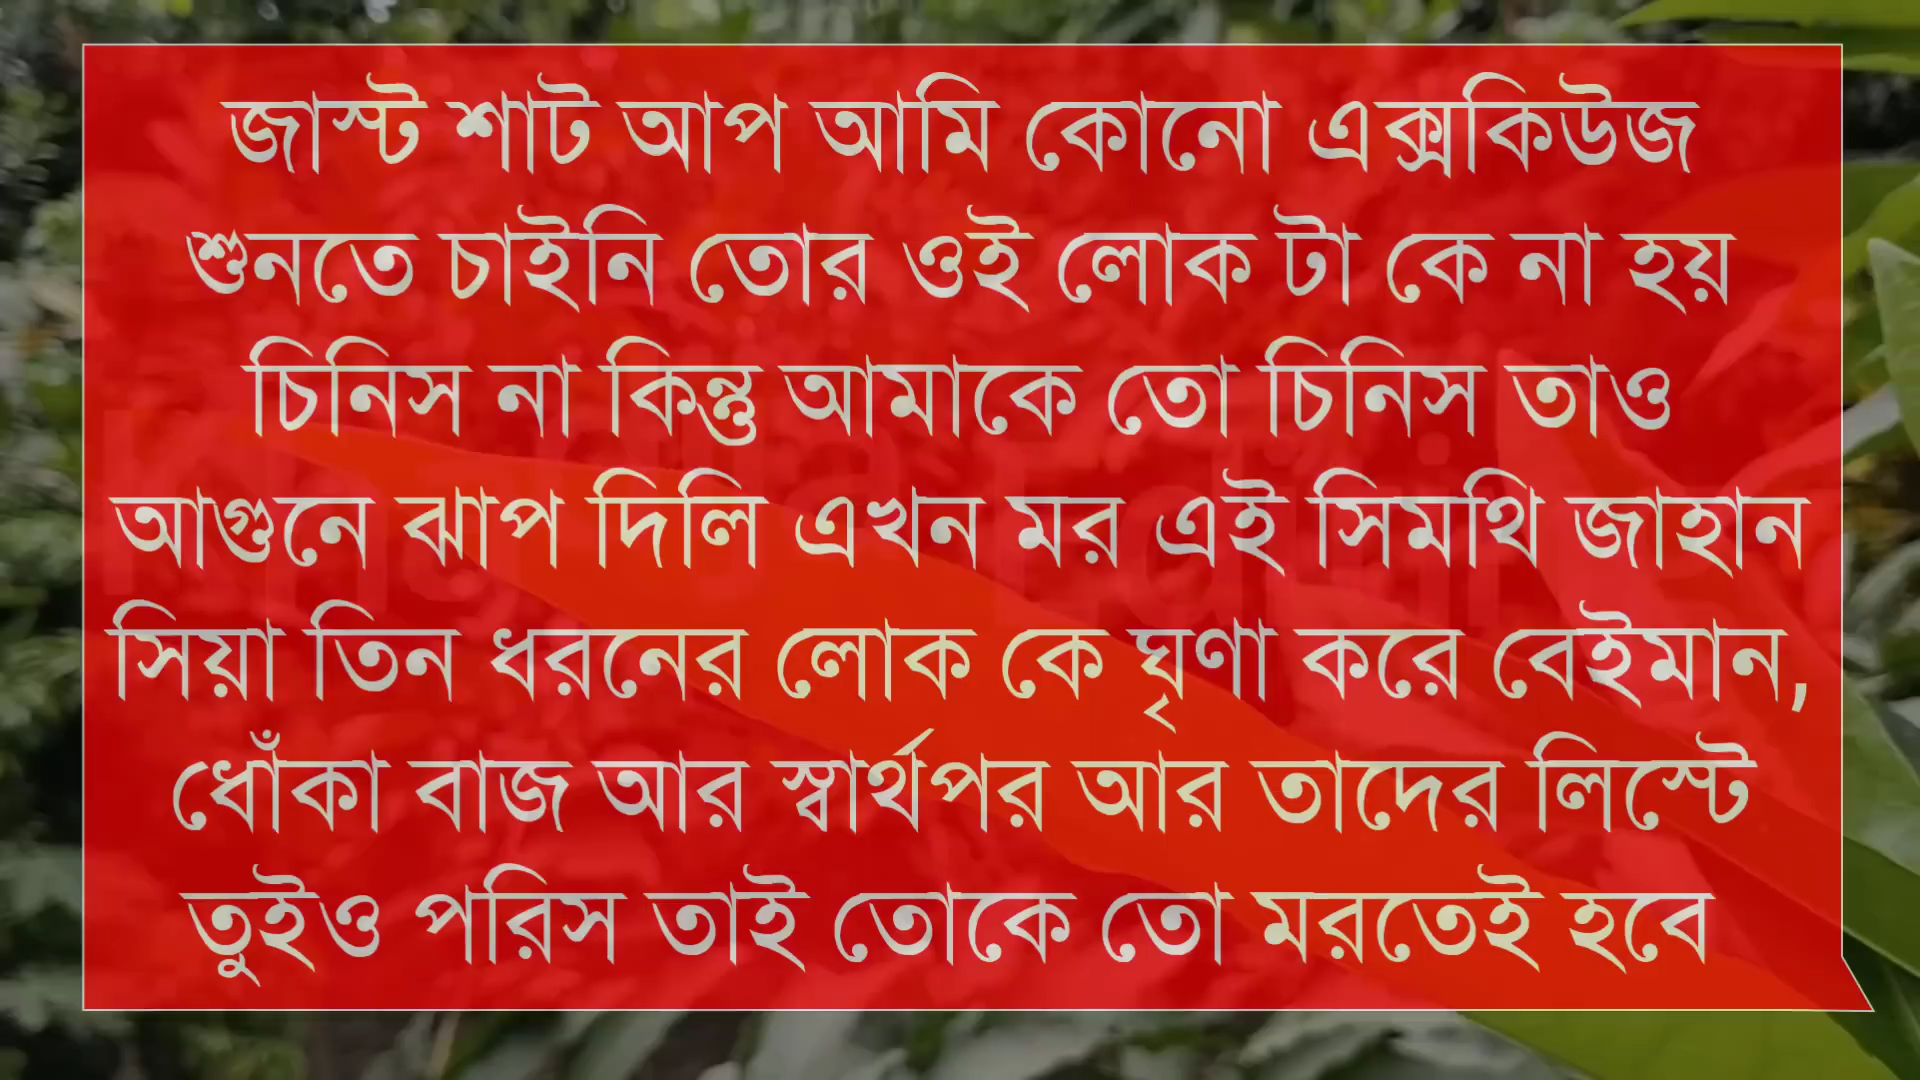 জাস্ট শাট আপ আমি কোনো এক্সকিউজ
শুনতে চাইনি তোর ওই লোক টা কে না হয়
চিনিস না কিন্তু আমাকে তো চিনিস তাও
আগুনে ঝাপ দিলি এখন মর এই সিমথি জাহান
সিয়া তিন ধরনের লোক কে ঘৃণা করে বেইমান,
ধোঁকা বাজ আর স্বার্থপর আর তাদের লিস্টে
তুইও পরিস তাই তোকে তো মরতেই হবে